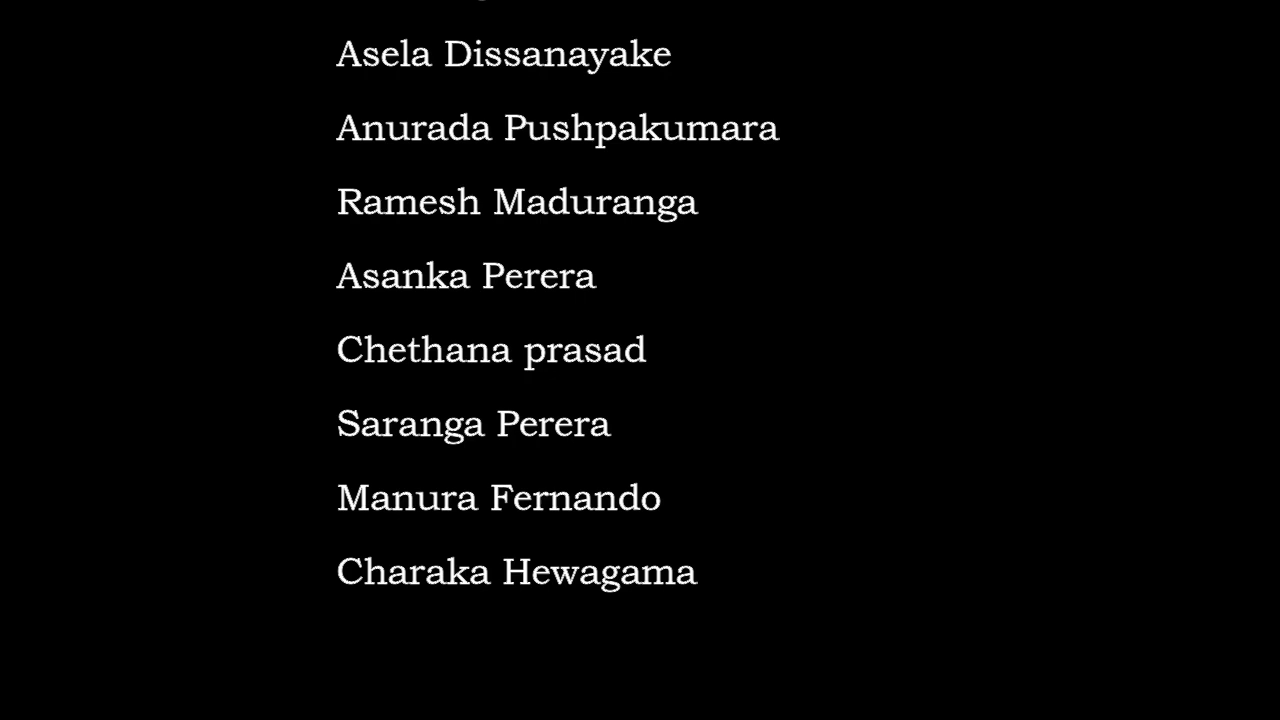 Asela Dissanayake
Anurada Pushpakumara
Ramesh Maduranga
Asanka Perera
Chethana prasad
Saranga Perera
Manura Fernando
Charaka Hewagama